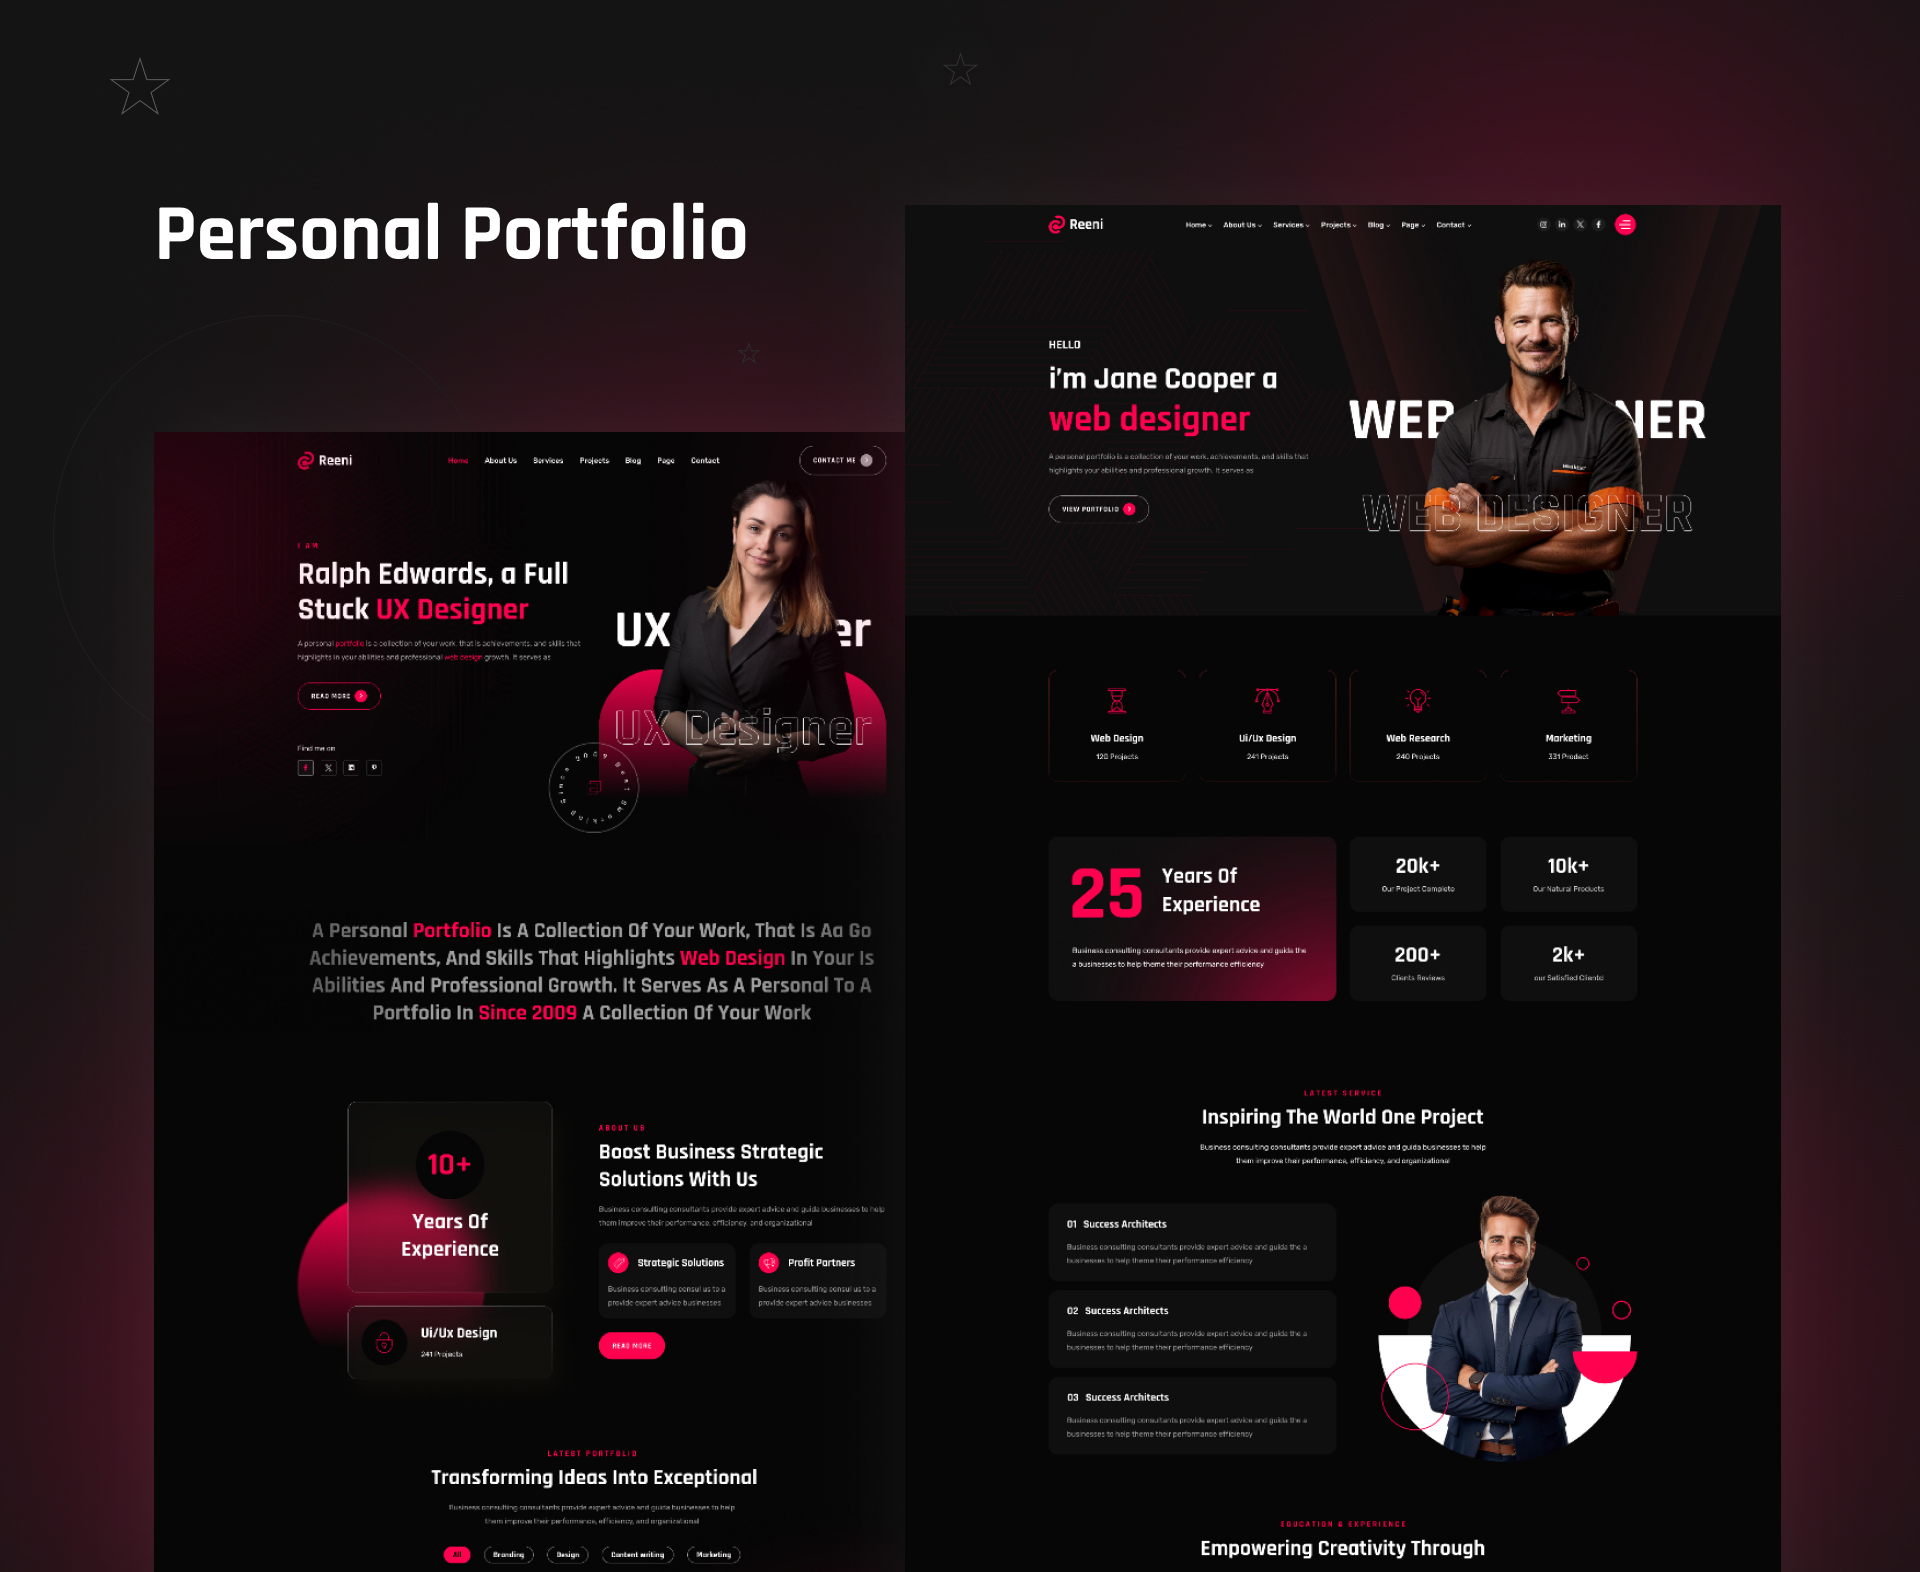 Personal Portfolio
Reeni
Home
About Us
Services
Projects
Blog
Page
Contact
CONTACT ME
I AM
Ralph Edwards, a Full
Stuck UX Designer
A personal portfolio is a collection of your work, that is achievements, and skills that
highlights in your abilities and professional web design growth. It serves as
READ MORE
Find me on
UX er
UX Designer
A Personal Portfolio Is A Collection Of Your Work, That Is Aa Go
Achievements, And Skills That Highlights Web Design In Your Is
Abilities And Professional Growth. It Serves As A Personal To A
Portfolio In Since 2009 A Collection Of Your Work
10+
Years Of
Experience
Ui/Ux Design
241 Projects
ABOUT US
Boost Business Strategic
Solutions With Us
Business consulting consultants provide expert advice and guida businesses to help
them improve their performance, efficiency, and organizational
Strategic Solutions
Business consulting consul us to a
provide expert advice businesses
Profit Partners
Business consulting consul us to a
provide expert advice businesses
READ MORE
LATEST PORTFOLIO
Transforming Ideas Into Exceptional
Business consulting consultants provide expert advice and guida businesses to help
them improve their performance, efficiency, and organizational
All
Branding
Design
Content writing
Marketing
Reeni
Home
About Us
Services
Projects
Blog
Page
Contact
HELLO
i'm Jane Cooper a
web designer
A personal portfolio is a collection of your work, achievements, and skills that
highlights your abilities and professional growth. It serves as
VIEW PORTFOLIO
WEB NER
WEB DESIGNER
Web Design
120 Projects
Ui/Ux Design
241 Projects
Web Research
240 Projects
Marketing
331 Product
25
Years Of
Experience
Business consulting consultants provide expert advice and guida the
a businesses to help theme their performance efficiency
20k+
Our Project Complete
10k+
Our Natural Products
200+
Clients Reviews
2k+
our Satisfied Clientd
LATEST SERVICE
Inspiring The World One Project
Business consulting consultants provide expert advice and guida businesses to help
them improve their performance, efficiency, and organizational
01 Success Architects
Business consulting consultants provide expert advice and guida the a
businesses to help theme their performance efficiency
02 Success Architects
Business consulting consultants provide expert advice and guida the a
businesses to help theme their performance efficiency
03 Success Architects
Business consulting consultants provide expert advice and guida the a
businesses to help theme their performance efficiency
EDUCATION & EXPERIENCE
Empowering Creativity Through